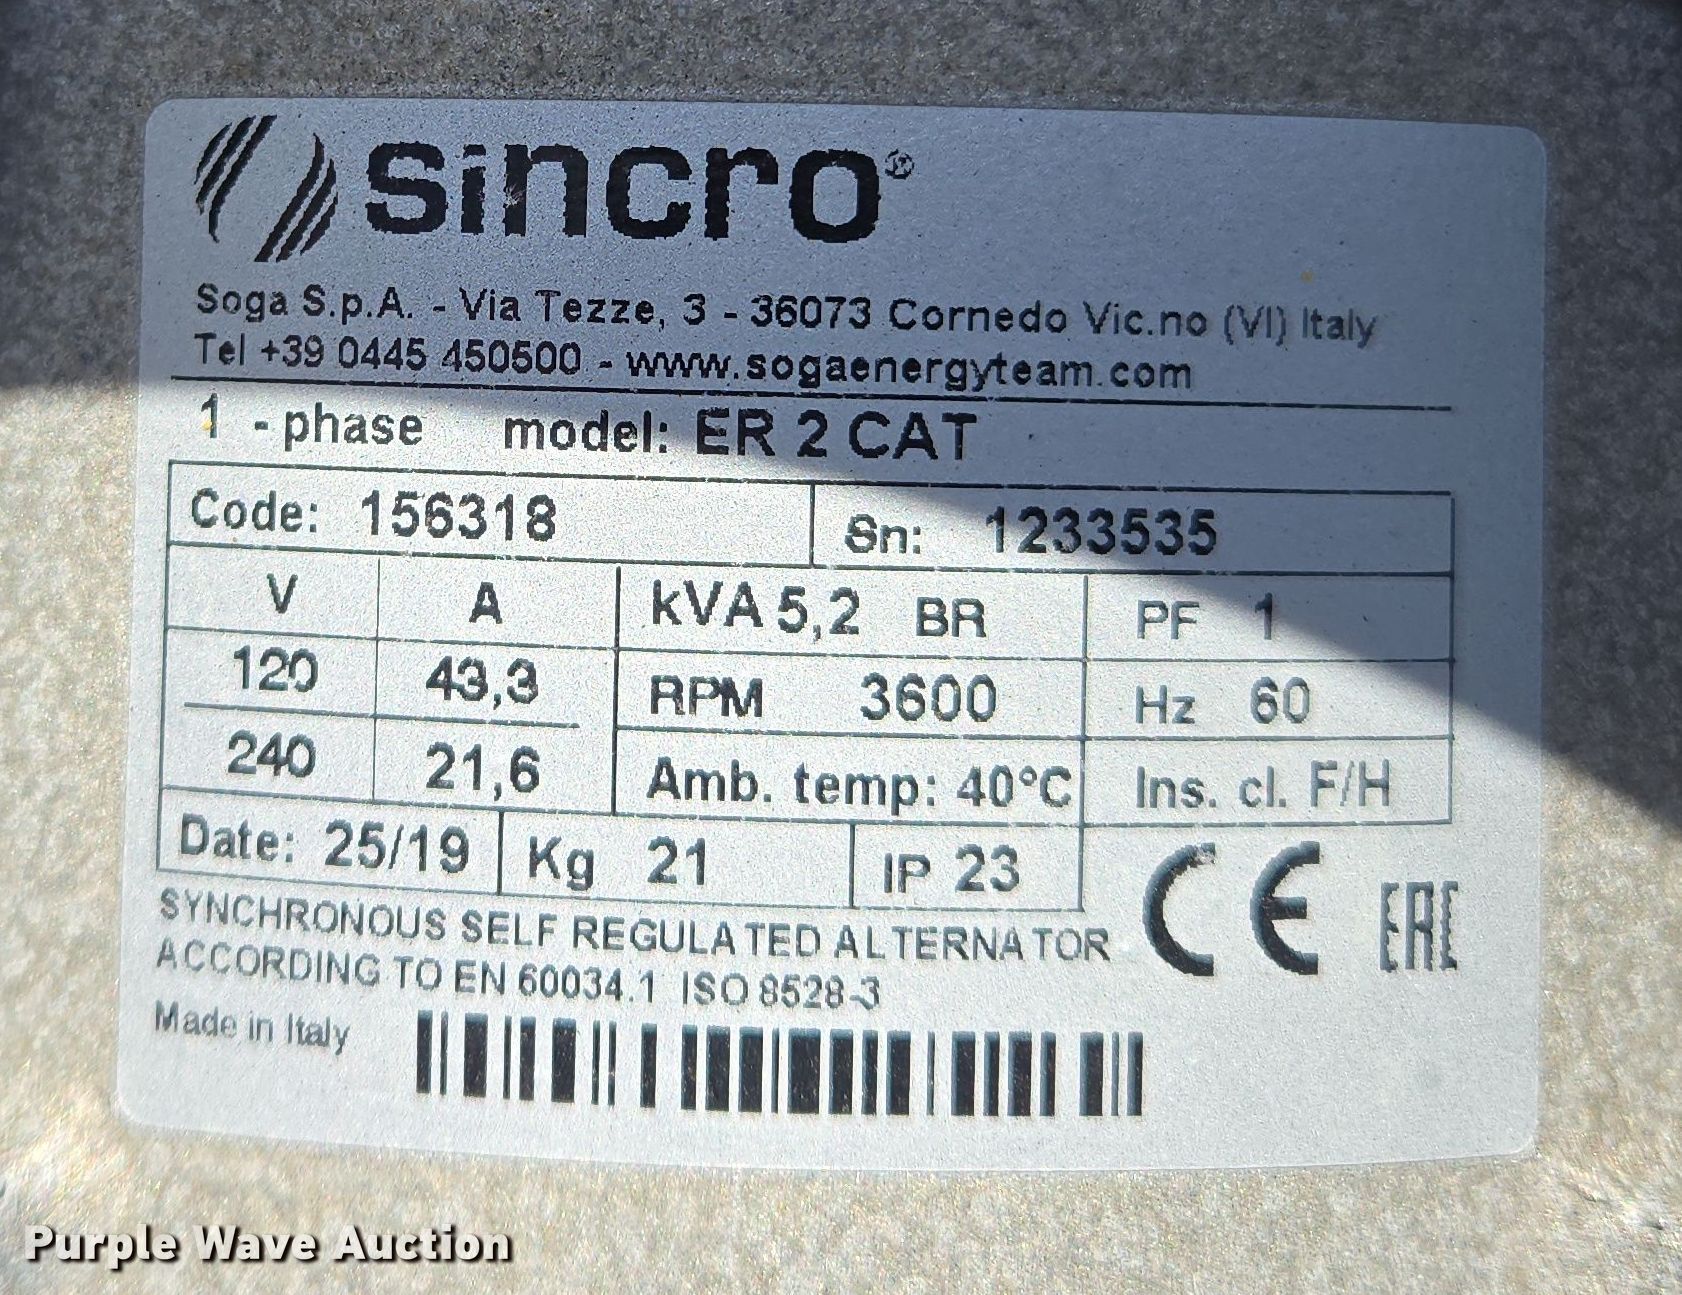 sincro®
Soga S.p.A. - Via Tezze, 3 - 36073 Cornedo Vic.no (VI) Italy
Tel +39 0445 450500 - www.sogaenergyteam.com
1 - phase model: ER 2 CAT
Code: 156318 Sn: 1233535
V A kVA 5,2 BR PF 1
120 43,3 RPM 3600 Hz 60
240 21,6 Amb. temp: 40°C Ins. cl. F/H
Date: 25/19 Kg 21 IP 23
CE EAC
SYNCHRONOUS SELF REGULATED ALTERNATOR
ACCORDING TO EN 60034.1 ISO 8528-3
Made in Italy
Purple Wave Auction